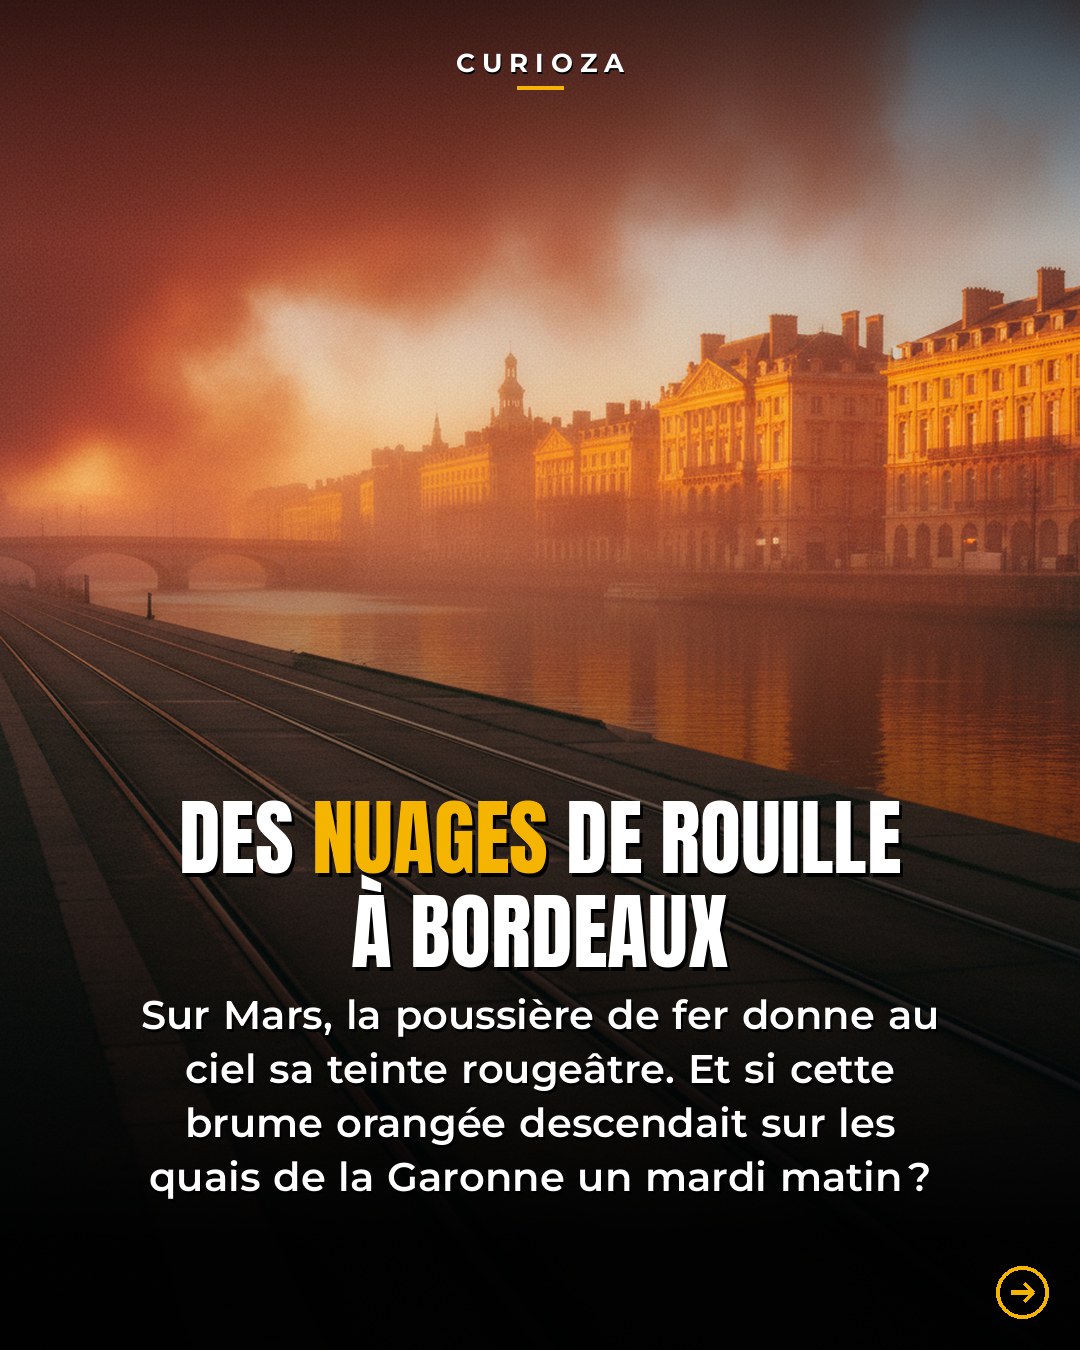 CURIOZA
DES NUAGES DE ROUILLE
À BORDEAUX
Sur Mars, la poussière de fer donne au
ciel sa teinte rougeâtre. Et si cette
brume orangée descendait sur les
quais de la Garonne un mardi matin ?